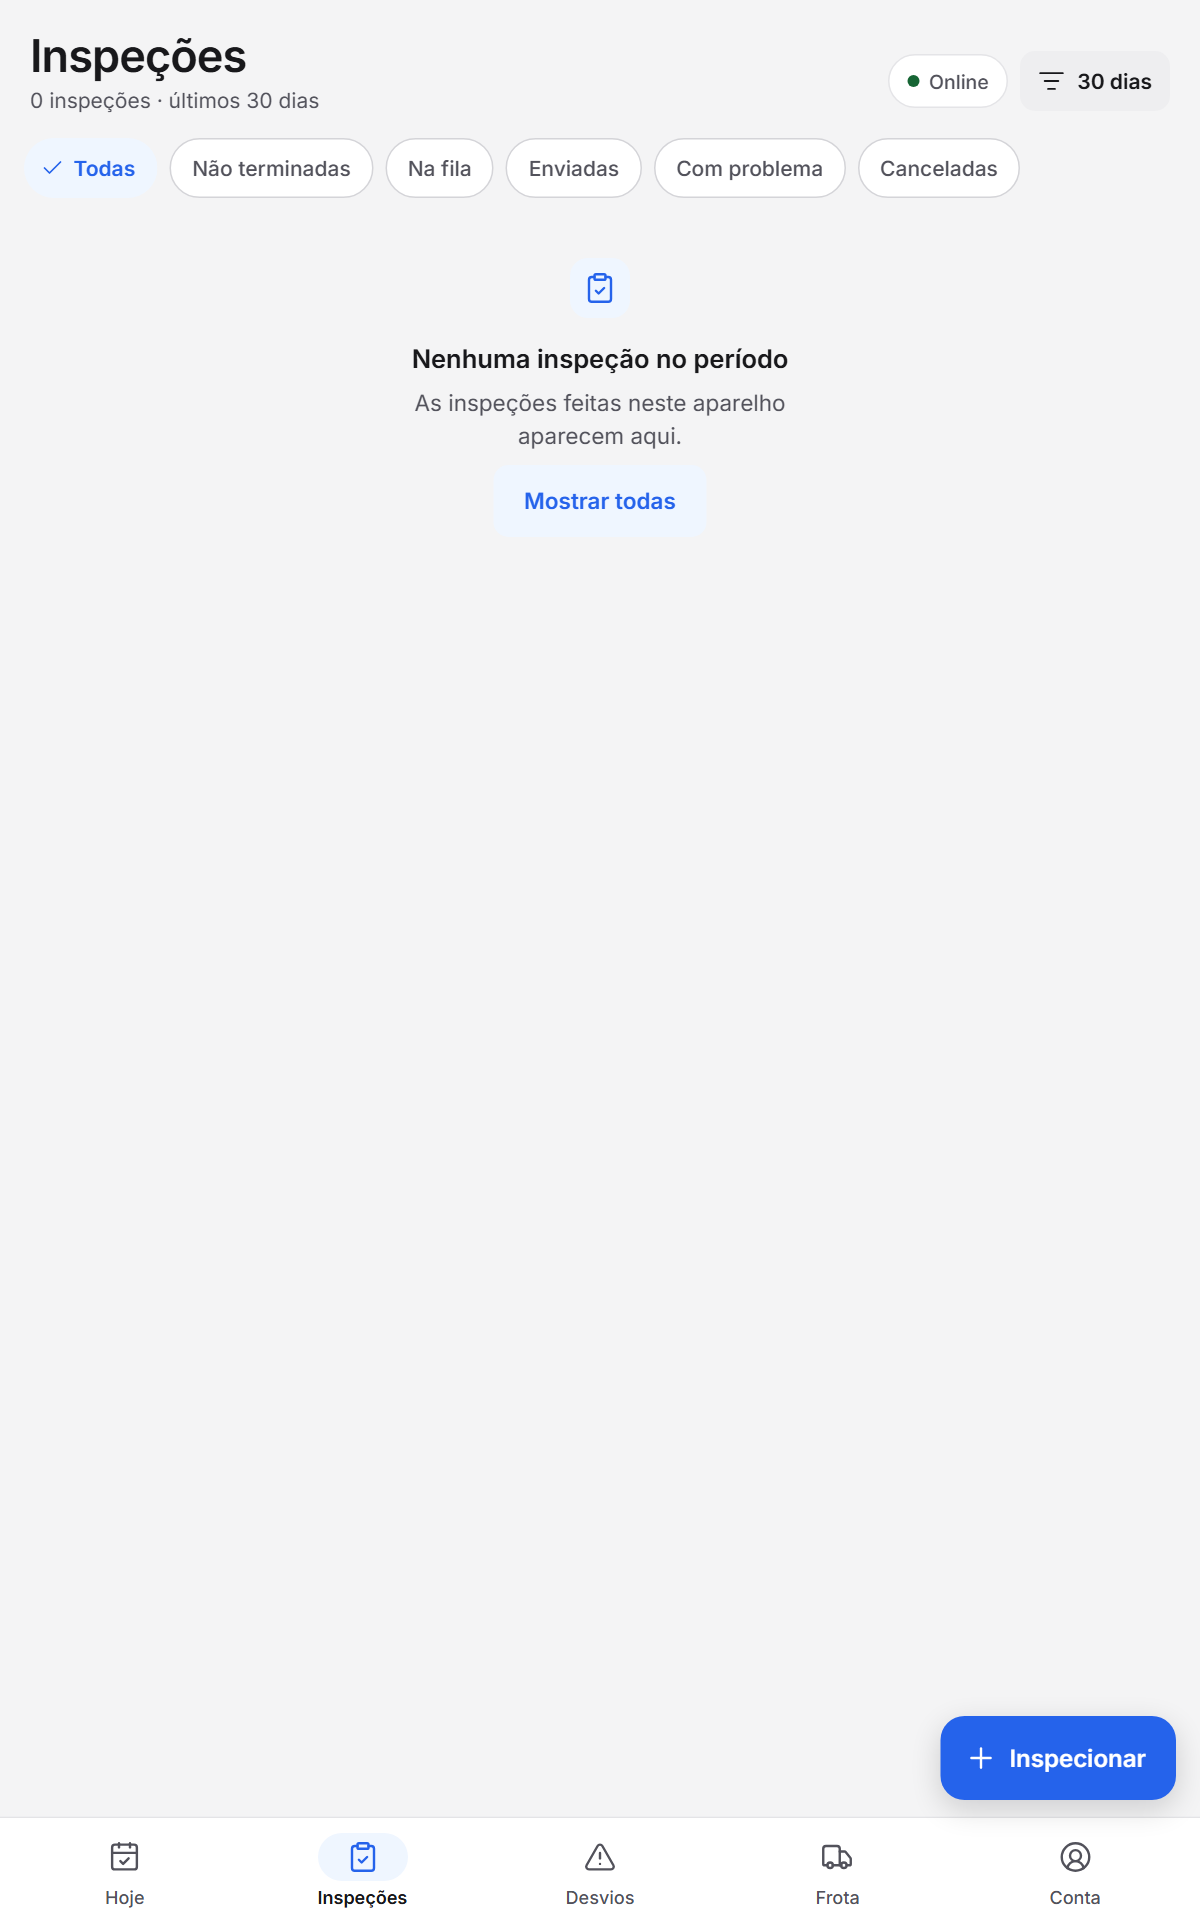 Inspeções
0 inspeções · últimos 30 dias
Online
30 dias
Todas
Não terminadas
Na fila
Enviadas
Com problema
Canceladas
Nenhuma inspeção no período
As inspeções feitas neste aparelho
aparecem aqui.
Mostrar todas
Inspecionar
Hoje
Inspeções
Desvios
Frota
Conta